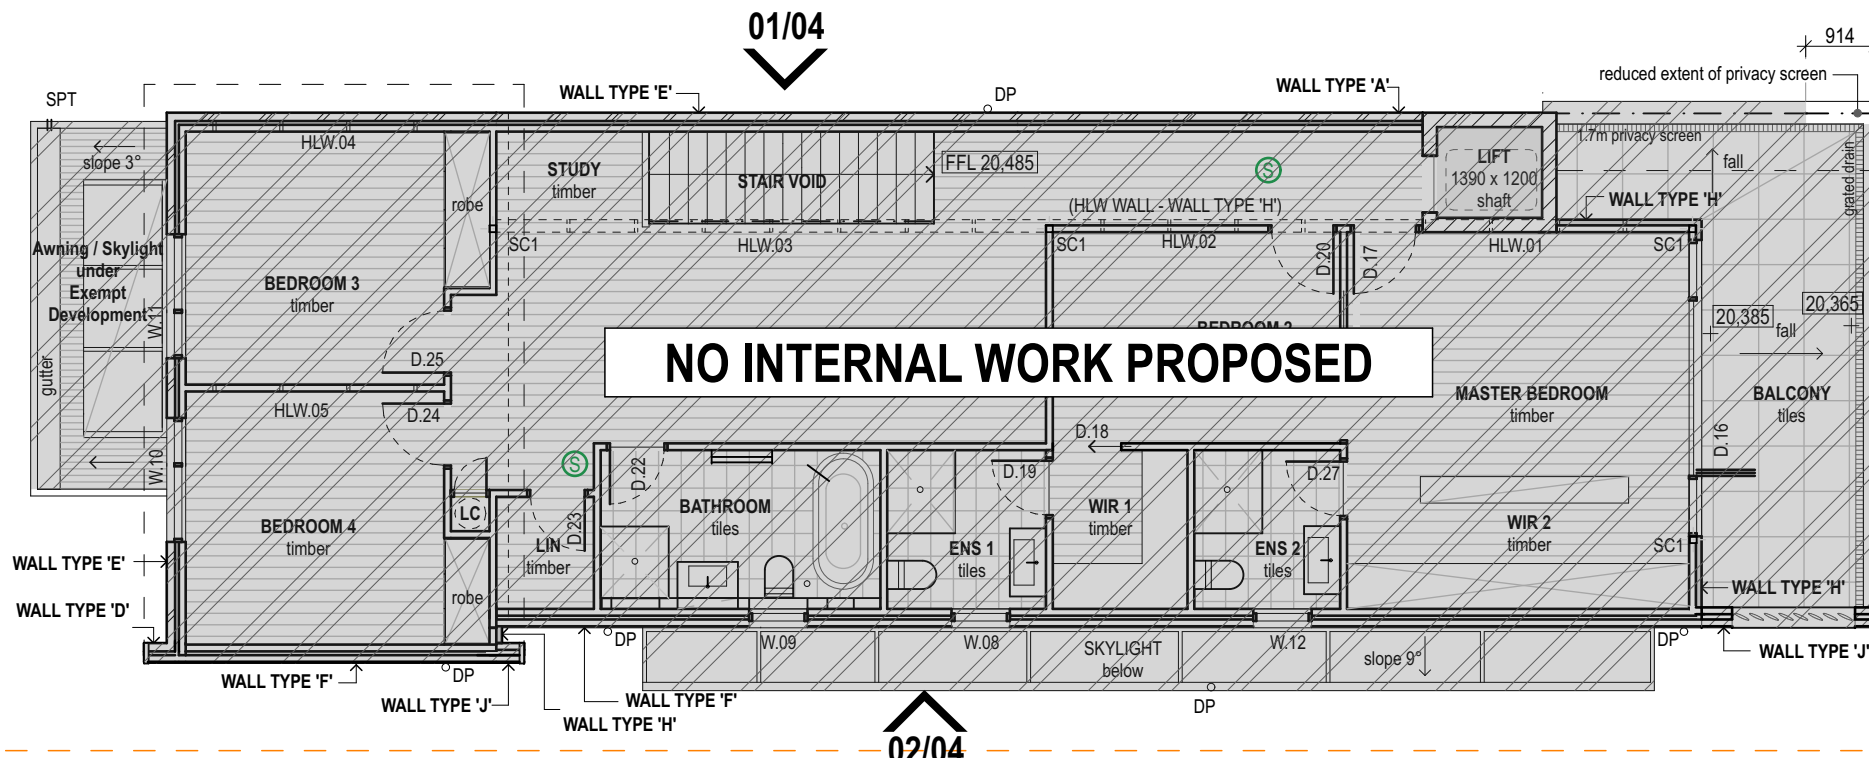 01/04
914
reduced extent of privacy screen
SPT
WALL TYPE 'E'
DP
WALL TYPE 'A'
slope 3°
HLW.04
STUDY
timber
STAIR VOID
FFL 20,485
S
LIFT
1390 x 1200
shaft
1.7m privacy screen
fall
grated drain
robe
(HLW WALL - WALL TYPE 'H')
WALL TYPE 'H'
Awning / Skylight
under
Exempt
Development
SC1
HLW.03
SC1
HLW.02
D.20
D.17
HLW.01
SC1
BEDROOM 3
timber
W.11
20,385
20,365
fall
BEDROOM 2
NO INTERNAL WORK PROPOSED
gutter
D.25
HLW.05
D.24
MASTER BEDROOM
timber
BALCONY
tiles
D.18
D.16
W.10
S
D.22
D.19
D.27
LC
BATHROOM
tiles
WIR 1
timber
BEDROOM 4
timber
D.23
WIR 2
timber
LIN
timber
ENS 1
tiles
ENS 2
tiles
SC1
WALL TYPE 'E'
WALL TYPE 'H'
robe
WALL TYPE 'D'
DP
W.09
W.08
SKYLIGHT
below
W.12
slope 9°
DP
WALL TYPE 'J'
WALL TYPE 'F'
DP
WALL TYPE 'J'
WALL TYPE 'F'
DP
WALL TYPE 'H'
02/04